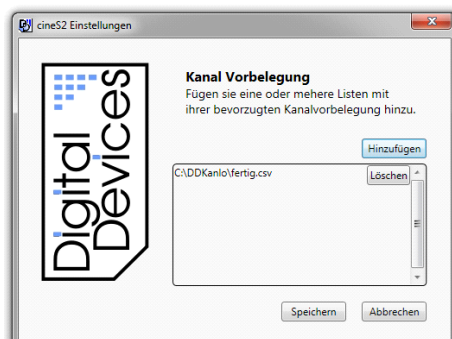 cineS2 Einstellungen
Digital
Devices
Kanal Vorbelegung
Fügen sie eine oder mehere Listen mit
ihrer bevorzugten Kanalvorbelegung hinzu.
Hinzufügen
C:\DDKanlo\fertig.csv
Löschen
Speichern
Abbrechen